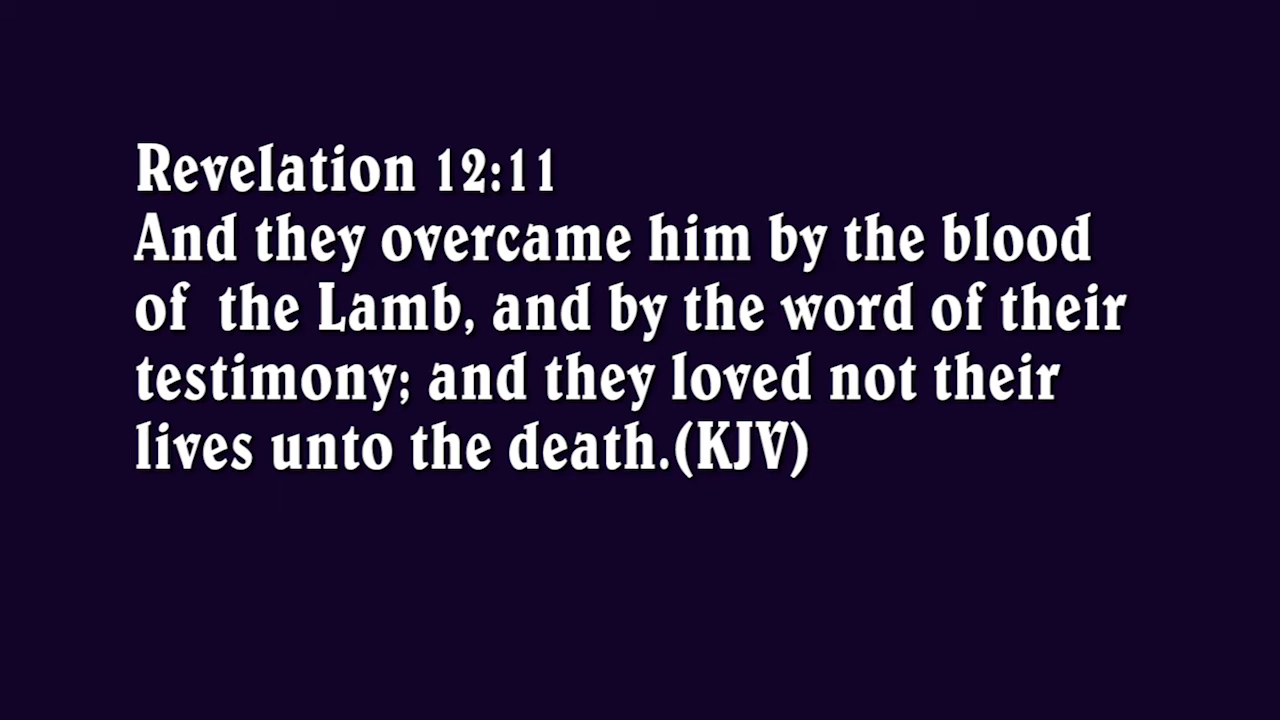 Revelation 12:11
And they overcame him by the blood
of  the Lamb, and by the word of their
testimony; and they loved not their
lives unto the death.(KJV)